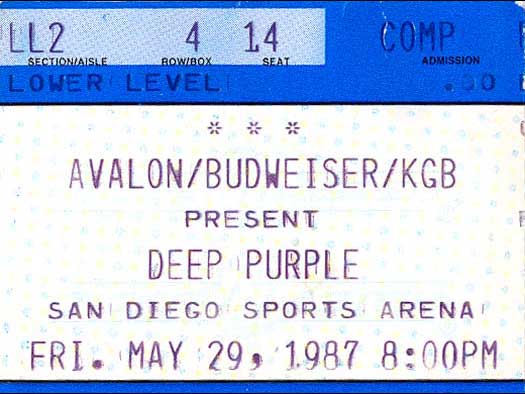 LL2 4 14 COMP
SECTION/AISLE ROW/BOX SEAT ADMISSION
LOWER LEVEL .00
* * *
AVALON/BUDWEISER/KGB
PRESENT
DEEP PURPLE
SAN DIEGO SPORTS ARENA
FRI. MAY 29, 1987 8:00PM